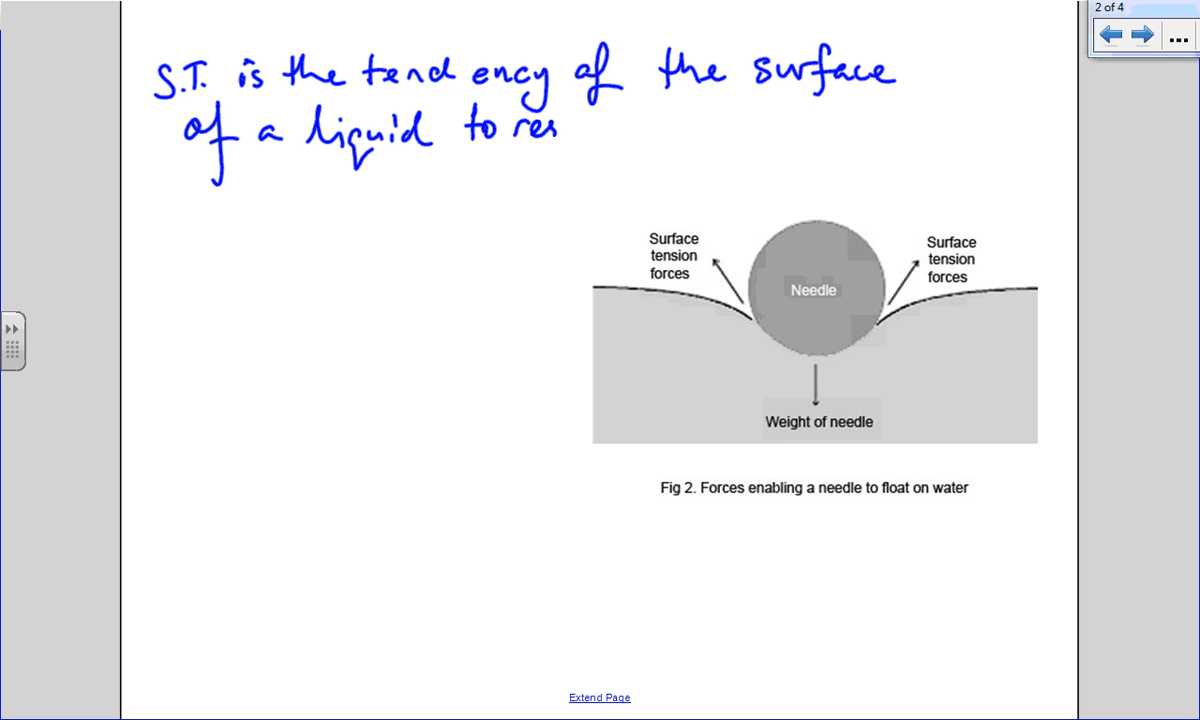 2 of 4
S.T. is the tendency of the surface
of a liquid to res
Surface
tension
forces
Surface
tension
forces
Needle
Weight of needle
Fig 2. Forces enabling a needle to float on water
Extend Page